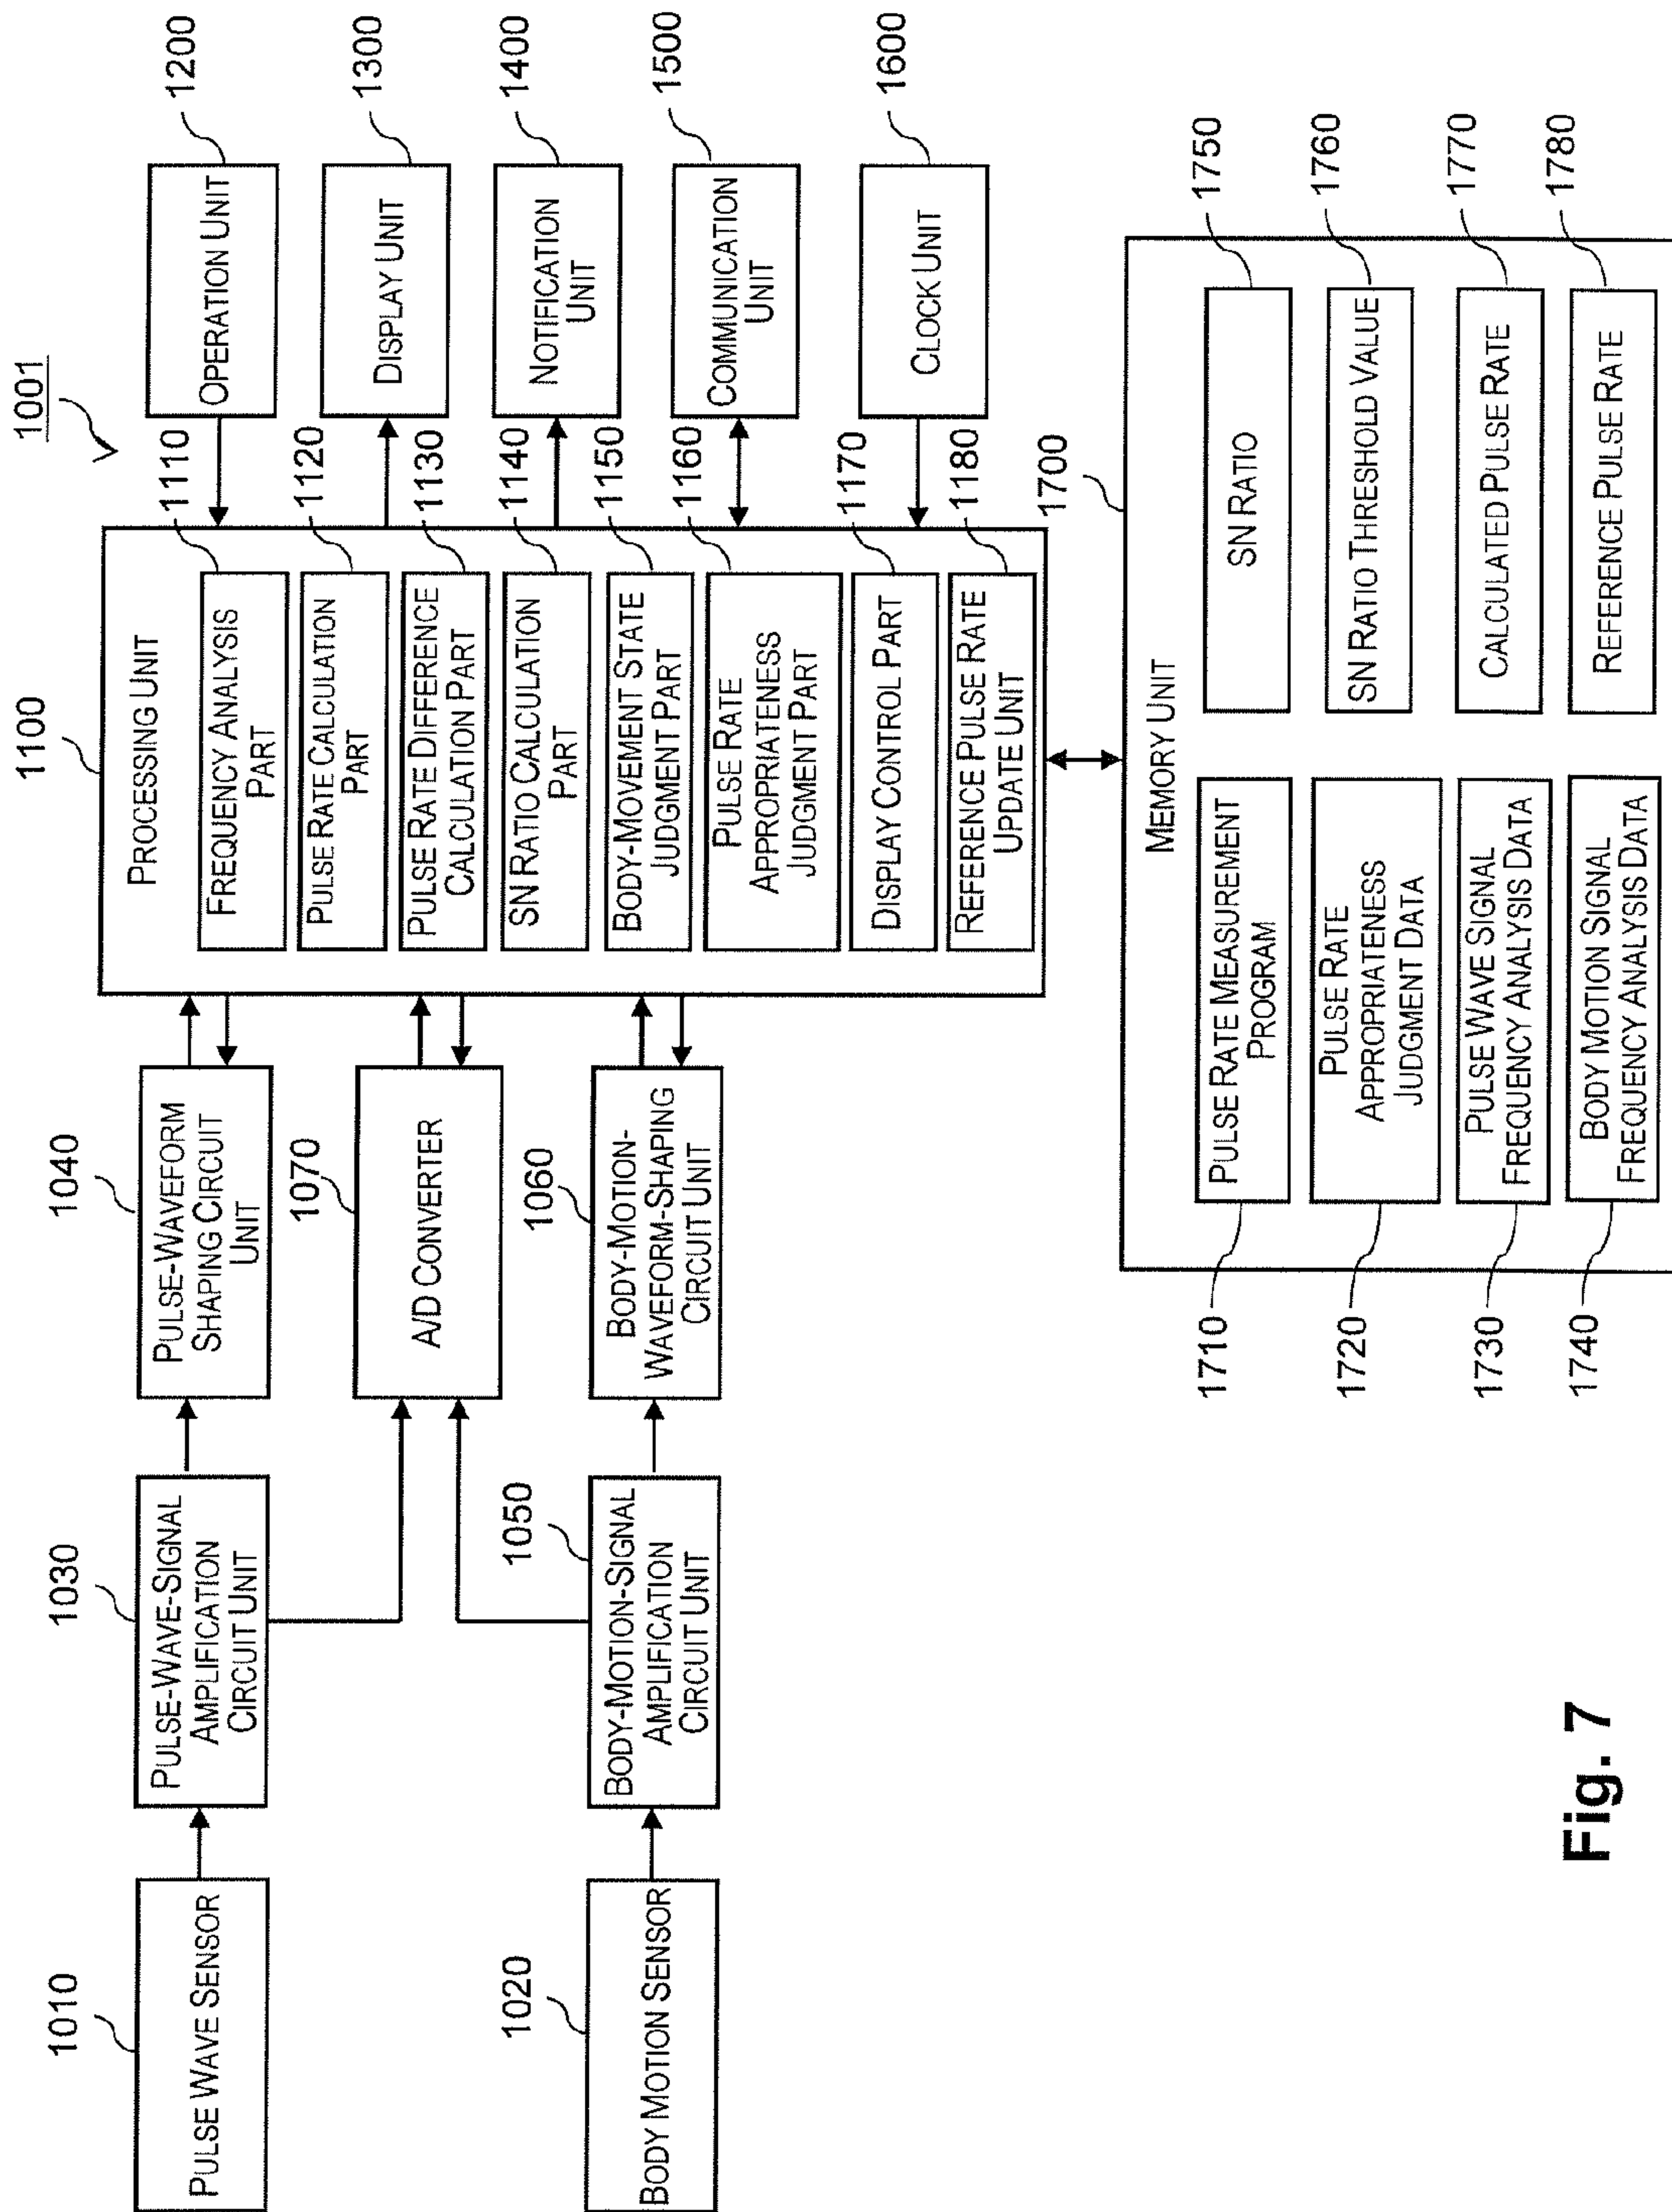 1001
1010
PULSE WAVE SENSOR
1020
BODY MOTION SENSOR
1030
PULSE-WAVE-SIGNAL
AMPLIFICATION
CIRCUIT UNIT
1050
BODY-MOTION-SIGNAL
AMPLIFICATION
CIRCUIT UNIT
1040
PULSE-WAVEFORM
SHAPING CIRCUIT
UNIT
1070
A/D CONVERTER
1060
BODY-MOTION-
WAVEFORM-SHAPING
CIRCUIT UNIT
1100
PROCESSING UNIT
1110
FREQUENCY ANALYSIS
PART
1120
PULSE RATE CALCULATION
PART
1130
PULSE RATE DIFFERENCE
CALCULATION PART
1140
SN RATIO CALCULATION
PART
1150
BODY-MOVEMENT STATE
JUDGMENT PART
1160
PULSE RATE
APPROPRIATENESS
JUDGMENT PART
1170
DISPLAY CONTROL PART
1180
REFERENCE PULSE RATE
UPDATE UNIT
1200
OPERATION UNIT
1300
DISPLAY UNIT
1400
NOTIFICATION
UNIT
1500
COMMUNICATION
UNIT
1600
CLOCK UNIT
1700
MEMORY UNIT
1710
PULSE RATE MEASUREMENT
PROGRAM
1720
PULSE RATE
APPROPRIATENESS
JUDGMENT DATA
1730
PULSE WAVE SIGNAL
FREQUENCY ANALYSIS DATA
1740
BODY MOTION SIGNAL
FREQUENCY ANALYSIS DATA
1750
SN RATIO
1760
SN RATIO THRESHOLD VALUE
1770
CALCULATED PULSE RATE
1780
REFERENCE PULSE RATE
Fig. 7